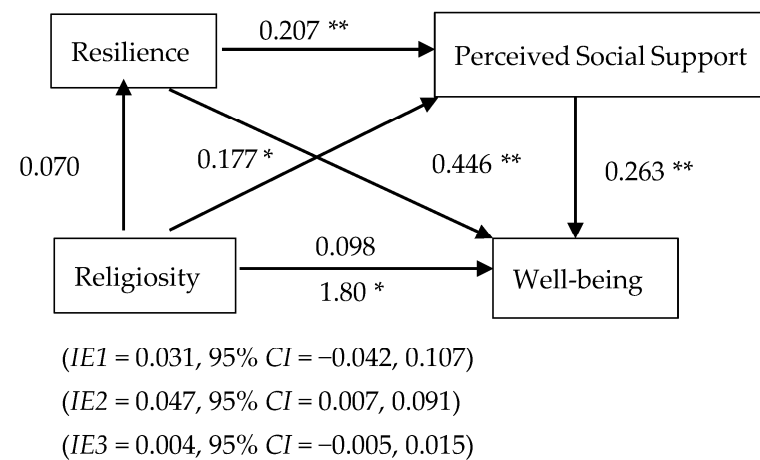 Resilience
0.207 **
Perceived Social Support
0.070
0.177 *
0.446 **
0.263 **
Religiosity
0.098
1.80 *
Well-being
(IE1 = 0.031, 95% CI = −0.042, 0.107)
(IE2 = 0.047, 95% CI = 0.007, 0.091)
(IE3 = 0.004, 95% CI = −0.005, 0.015)